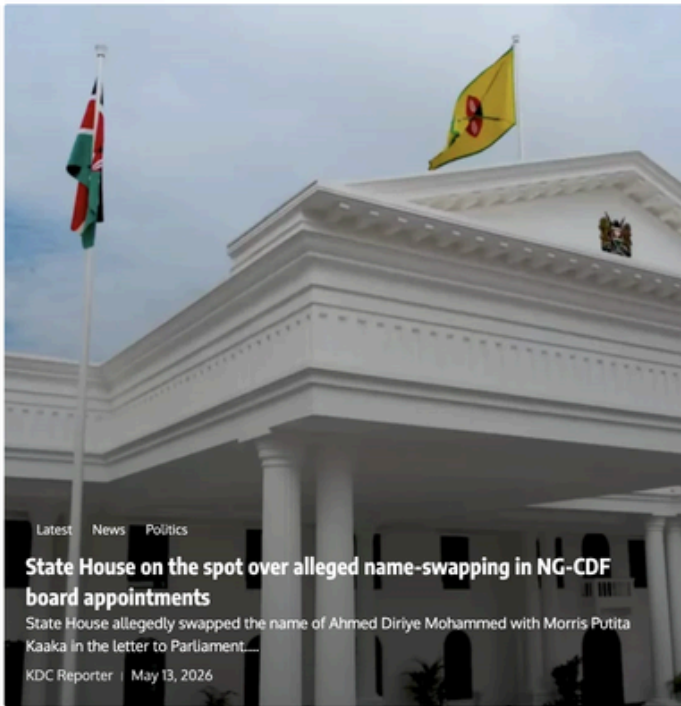 Latest News Politics
State House on the spot over alleged name-swapping in NG-CDF
board appointments
State House allegedly swapped the name of Ahmed Diriye Mohammed with Morris Putita
Kaaka in the letter to Parliament.....
KDC Reporter | May 13, 2026